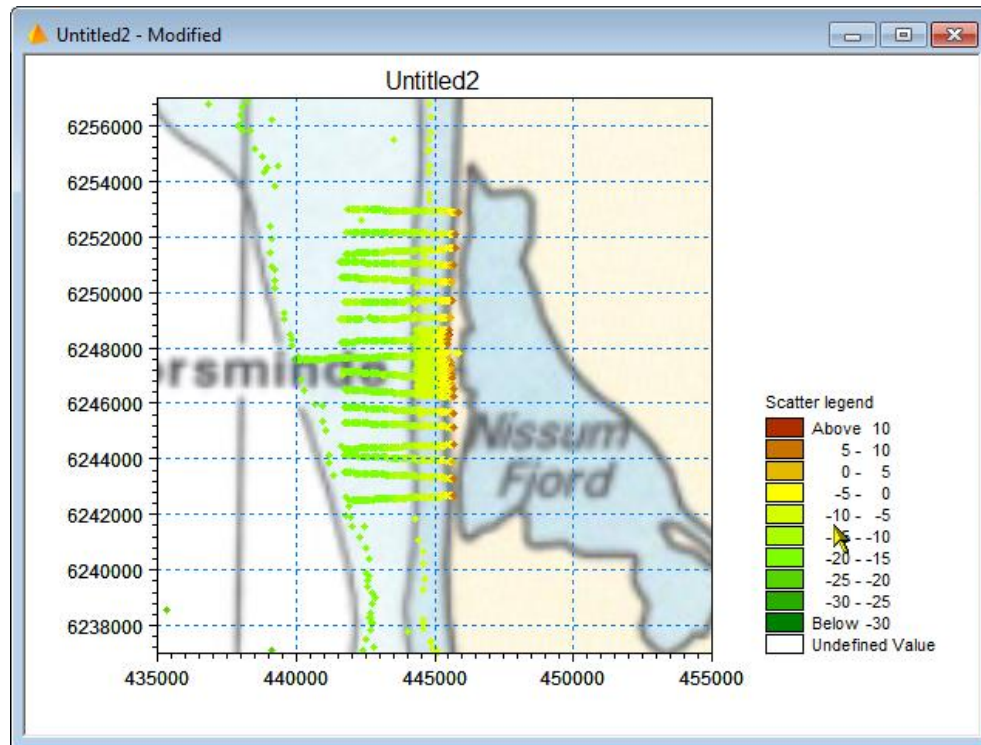 Untitled2 - Modified
Untitled2
6256000
6254000
6252000
6250000
6248000
6246000
6244000
6242000
6240000
6238000
435000 440000 445000 450000 455000
orsminde
Nissum
Fjord
Scatter legend
Above 10
5 - 10
0 - 5
-5 - 0
-10 - -5
- -10
-20 - -15
-25 - -20
-30 - -25
Below -30
Undefined Value